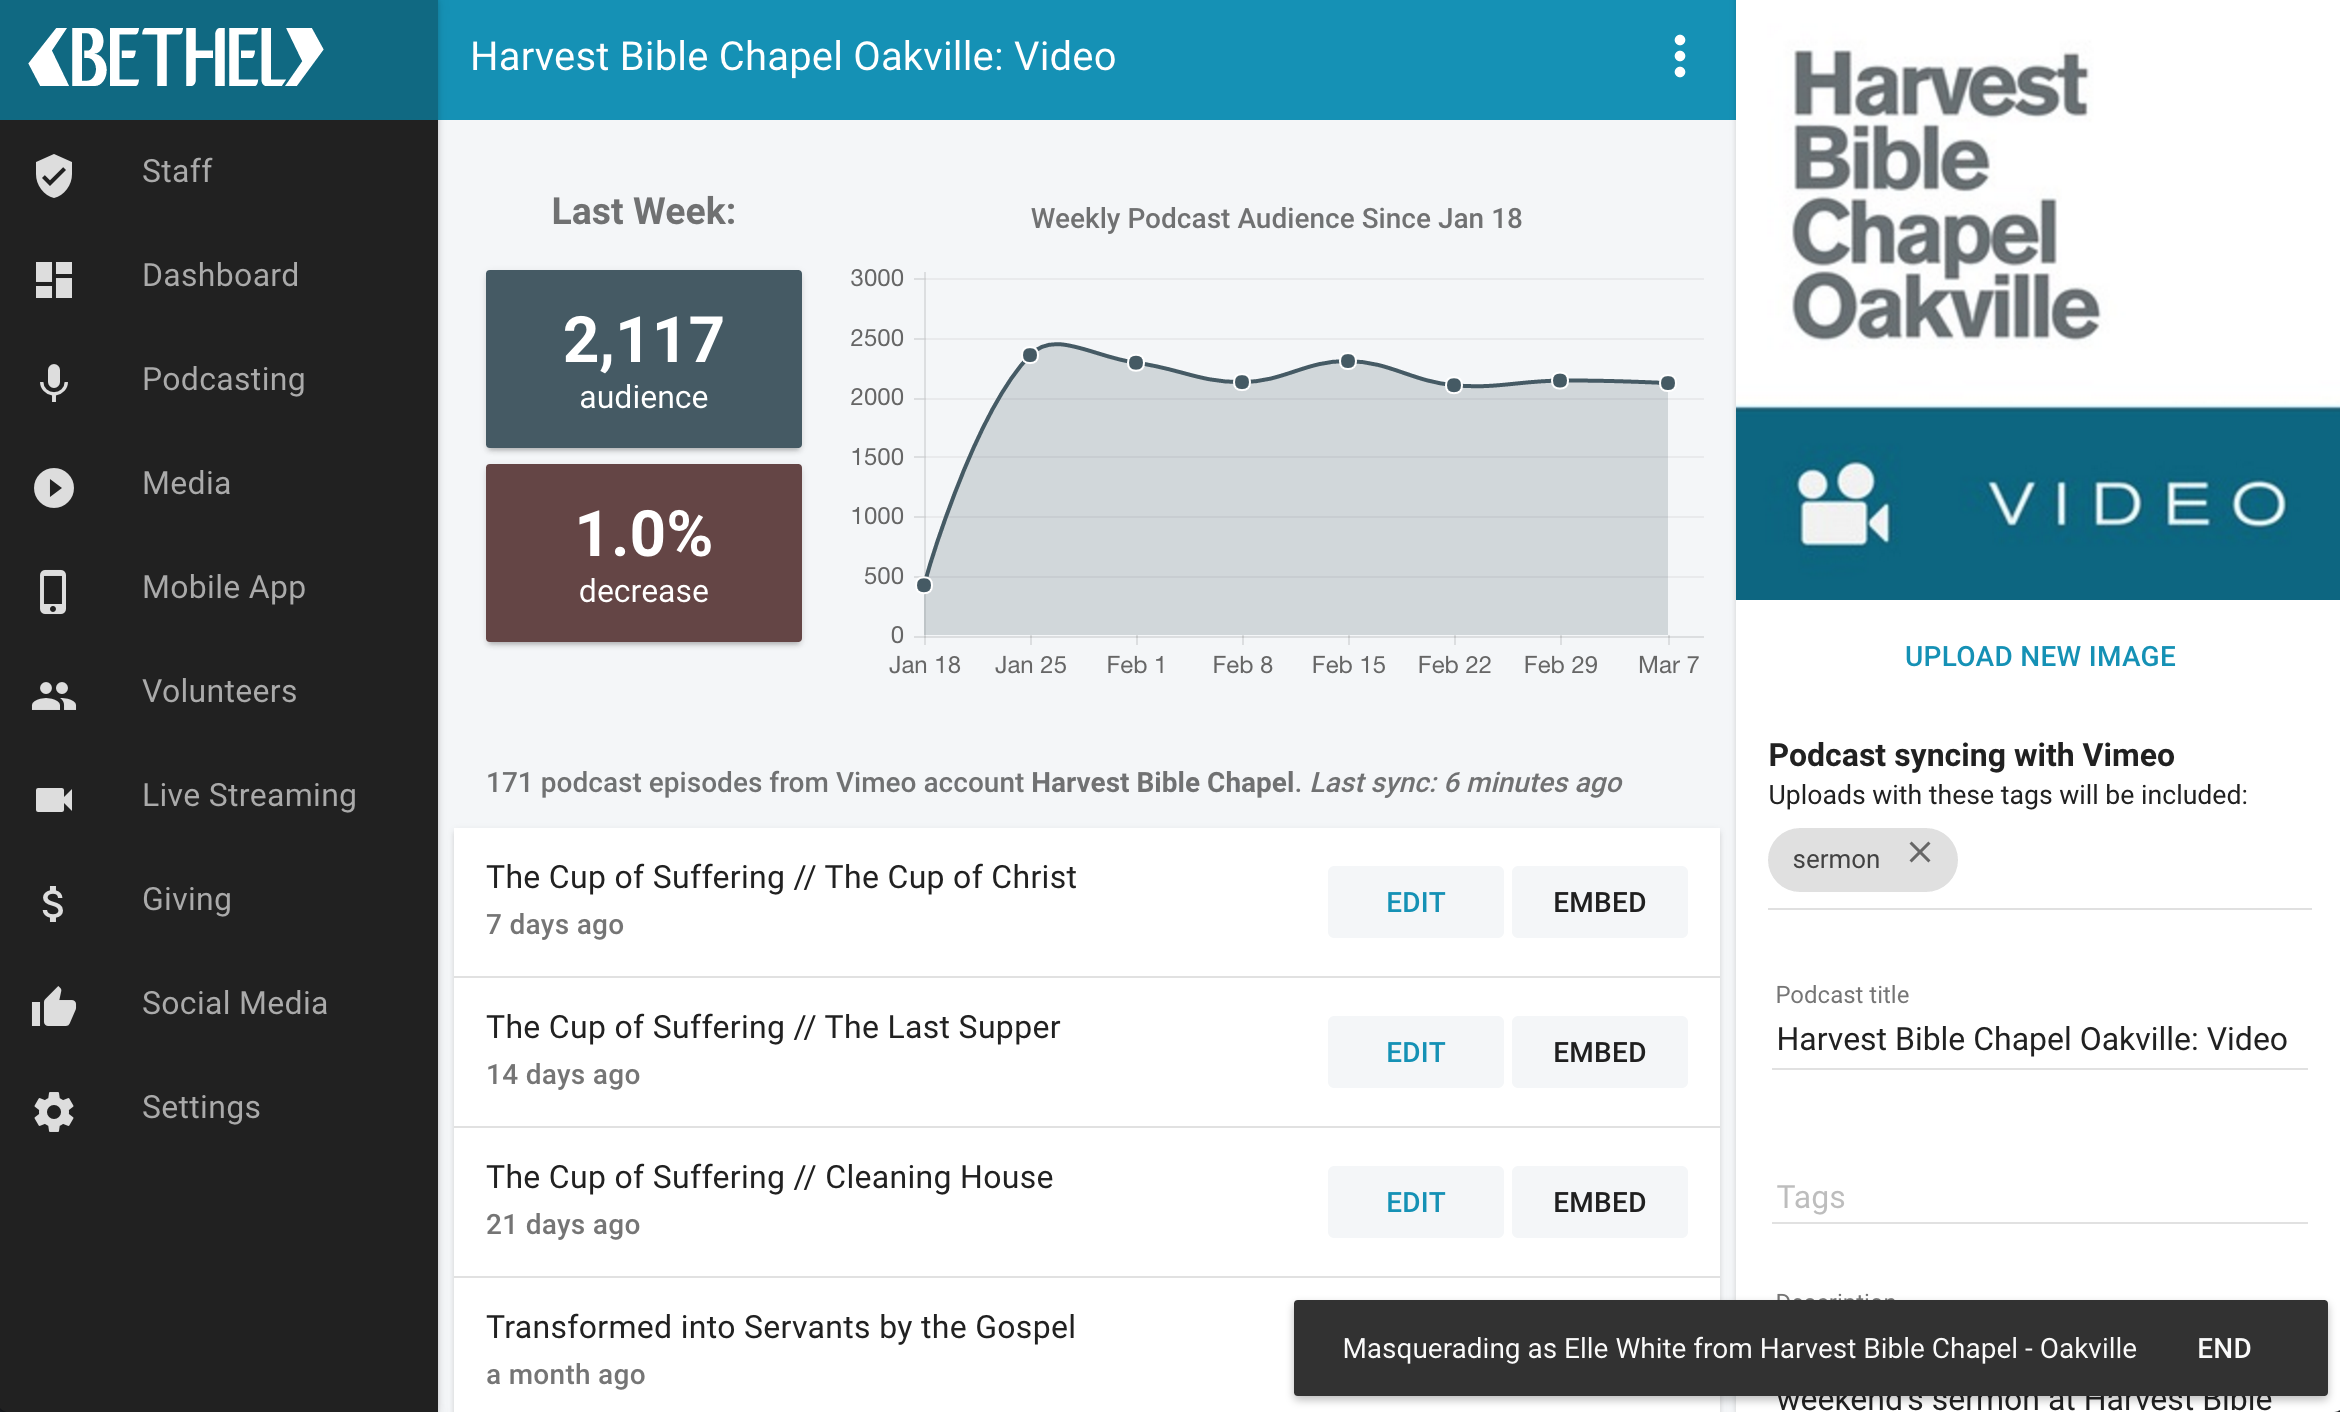 BETHEL
Staff
Dashboard
Podcasting
Media
Mobile App
Volunteers
Live Streaming
Giving
Social Media
Settings
Harvest Bible Chapel Oakville: Video
Last Week:
2,117
audience
1.0%
decrease
Weekly Podcast Audience Since Jan 18
3000
2500
2000
1500
1000
500
0
Jan 18 Jan 25 Feb 1 Feb 8 Feb 15 Feb 22 Feb 29 Mar 7
171 podcast episodes from Vimeo account Harvest Bible Chapel. Last sync: 6 minutes ago
The Cup of Suffering // The Cup of Christ
7 days ago
EDIT EMBED
The Cup of Suffering // The Last Supper
14 days ago
EDIT EMBED
The Cup of Suffering // Cleaning House
21 days ago
EDIT EMBED
Transformed into Servants by the Gospel
a month ago
Harvest
Bible
Chapel
Oakville
VIDEO
UPLOAD NEW IMAGE
Podcast syncing with Vimeo
Uploads with these tags will be included:
sermon
Podcast title
Harvest Bible Chapel Oakville: Video
Tags
Description
Masquerading as Elle White from Harvest Bible Chapel - Oakville END
weekend's sermon at Harvest Bible